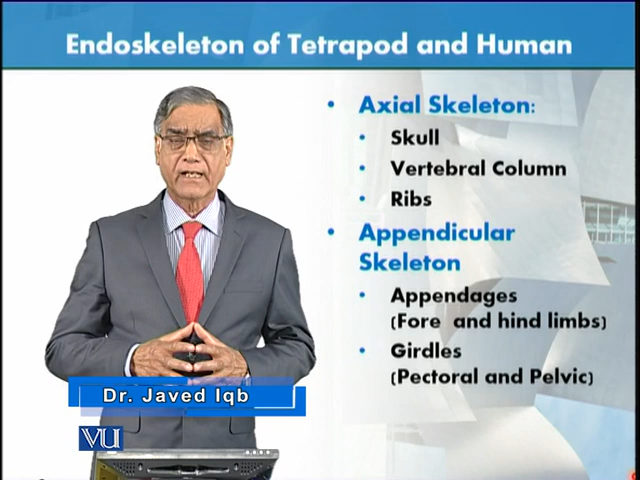 Endoskeleton of Tetrapod and Human
• Axial Skeleton:
• Skull
• Vertebral Column
• Ribs
• Appendicular
Skeleton
• Appendages
(Fore and hind limbs)
• Girdles
(Pectoral and Pelvic)
Dr. Javed Iqb
VU